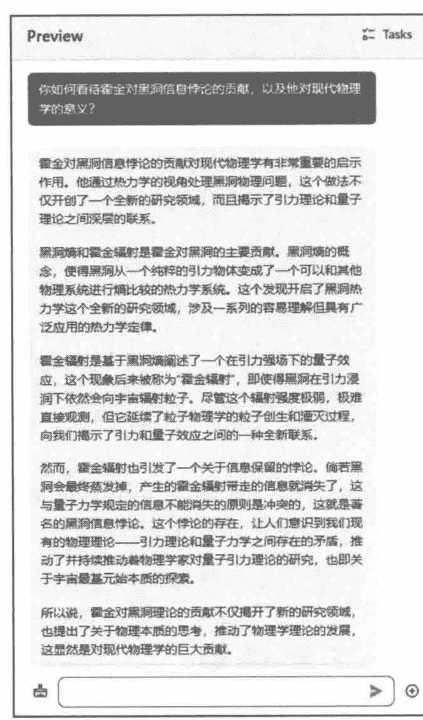 Preview
Tasks
你如何看待霍金对黑洞信息悖论的贡献，以及他对现代物理
学的意义？
霍金对黑洞信息悖论的贡献对现代物理学有非常重要的启示
作用。他通过热力学的视角处理黑洞物理问题，这个做法不
仅开创了一个全新的研究领域，而且揭示了引力理论和量子
理论之间深层的联系。
黑洞熵和霍金辐射是霍金对黑洞的主要贡献。黑洞熵的概
念，使得黑洞从一个纯粹的引力物体变成了一个可以和其他
物理系统进行熵比较的热力学系统。这个发现开启了黑洞热
力学这个全新的研究领域，涉及一系列的容易理解但具有广
泛应用的热力学定律。
霍金辐射是基于黑洞熵阐述了一个在引力强场下的量子效
应，这个现象后来被称为“霍金辐射”，即使得黑洞在引力浸
润下依然会向宇宙辐射粒子。尽管这个辐射强度极弱，极难
直接观测，但它延续了粒子物理学的粒子创生和湮灭过程，
向我们揭示了引力和量子效应之间的一种全新联系。
然而，霍金辐射也引发了一个关于信息保留的悖论。倘若黑
洞会最终蒸发掉，产生的霍金辐射带走的信息就消失了，这
与量子力学规定的信息不能消失的原则是冲突的，这就是著
名的黑洞信息悖论。这个悖论的存在，让人们意识到我们现
有的物理理论——引力理论和量子力学之间存在的矛盾，推
动了并持续推动着物理学家对量子引力理论的研究，也即关
于宇宙最基元始本质的探索。
所以说，霍金对黑洞理论的贡献不仅揭开了新的研究领域，
也提出了关于物理本质的思考，推动了物理学理论的发展，
这显然是对现代物理学的巨大贡献。